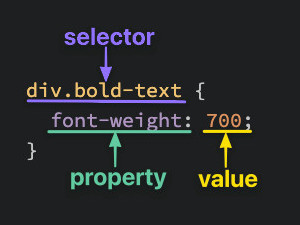 selector
div.bold-text {
font-weight: 700;
}
property value